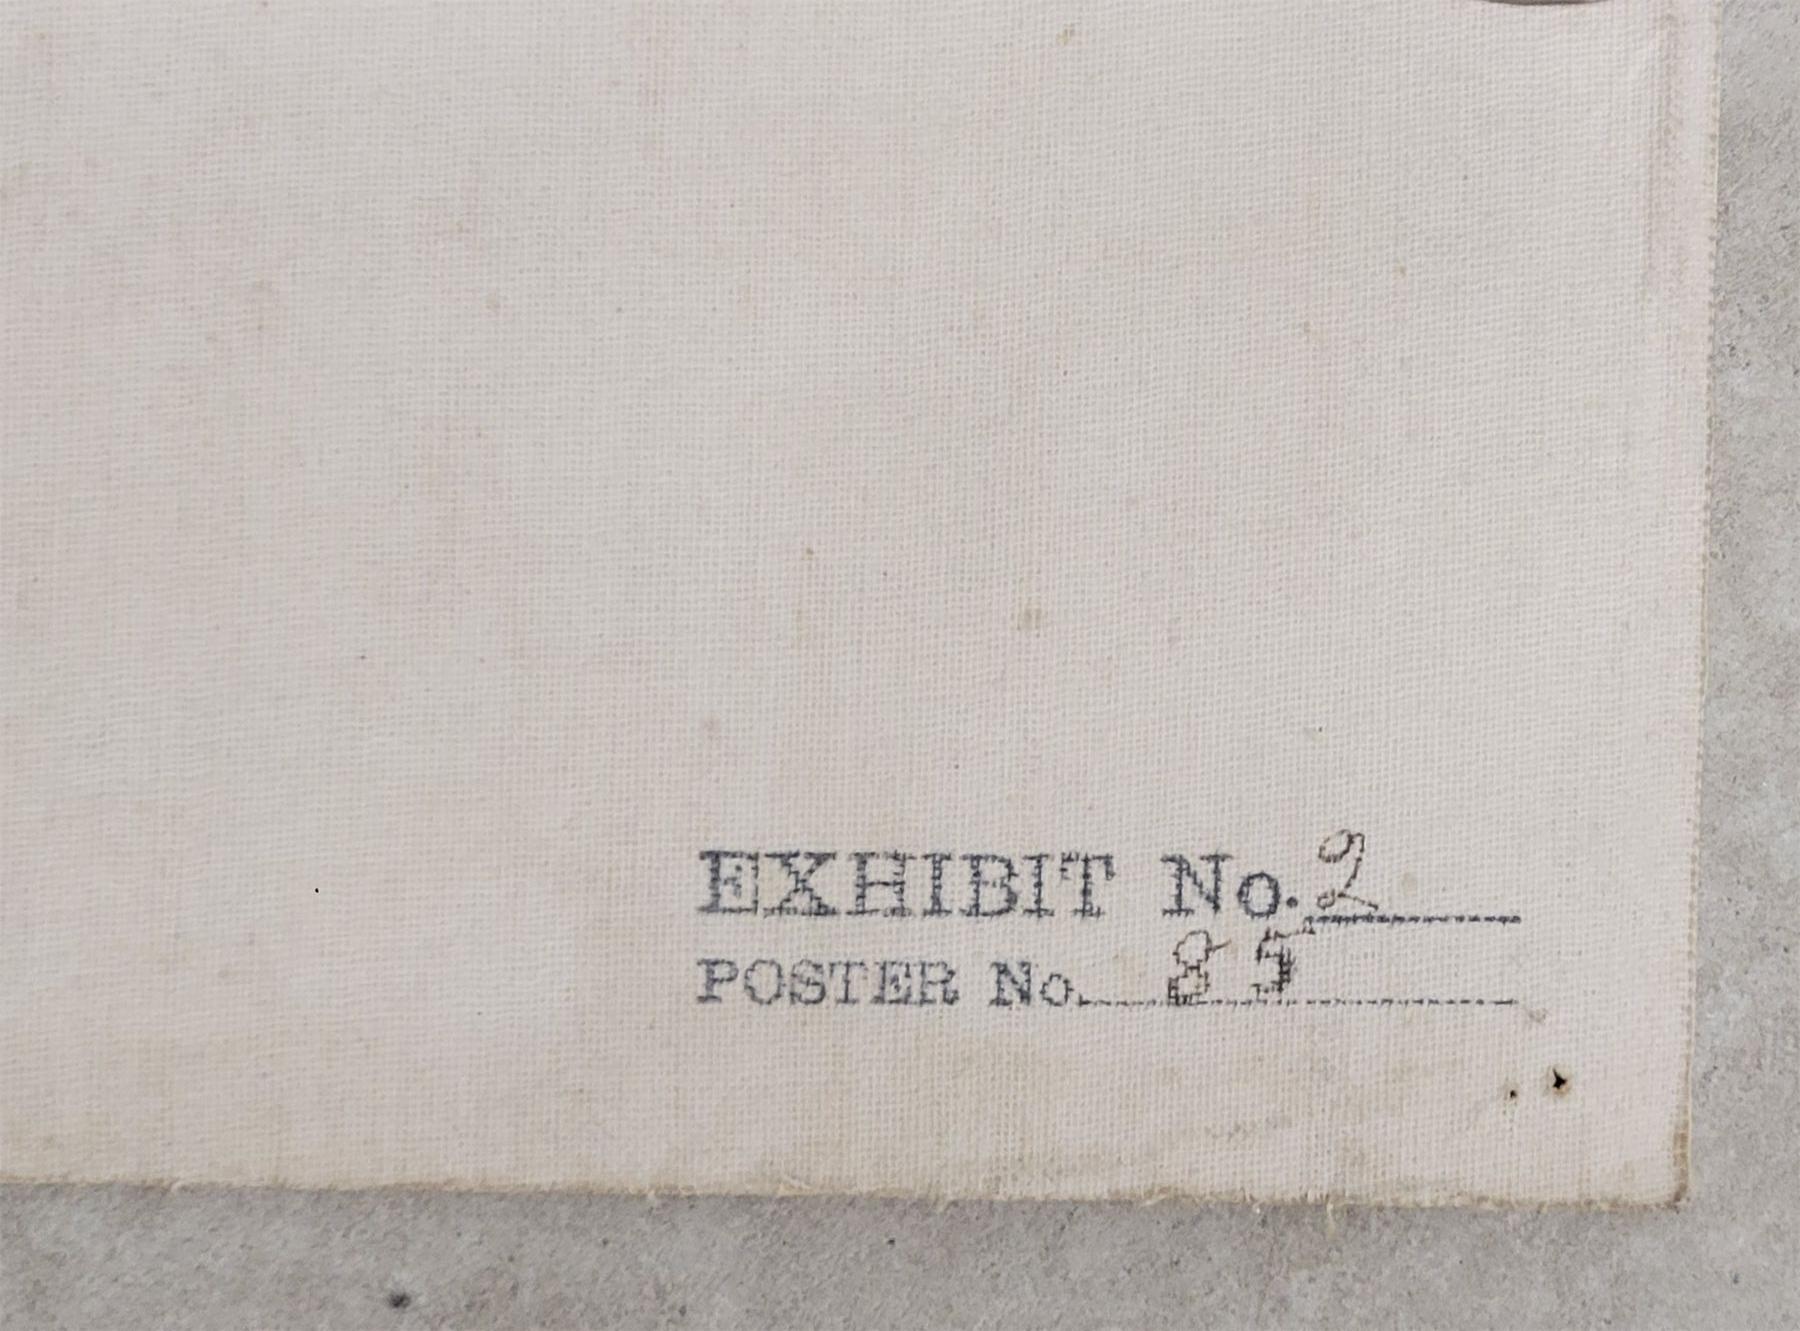 EXHIBIT No. 2
POSTER No. 85